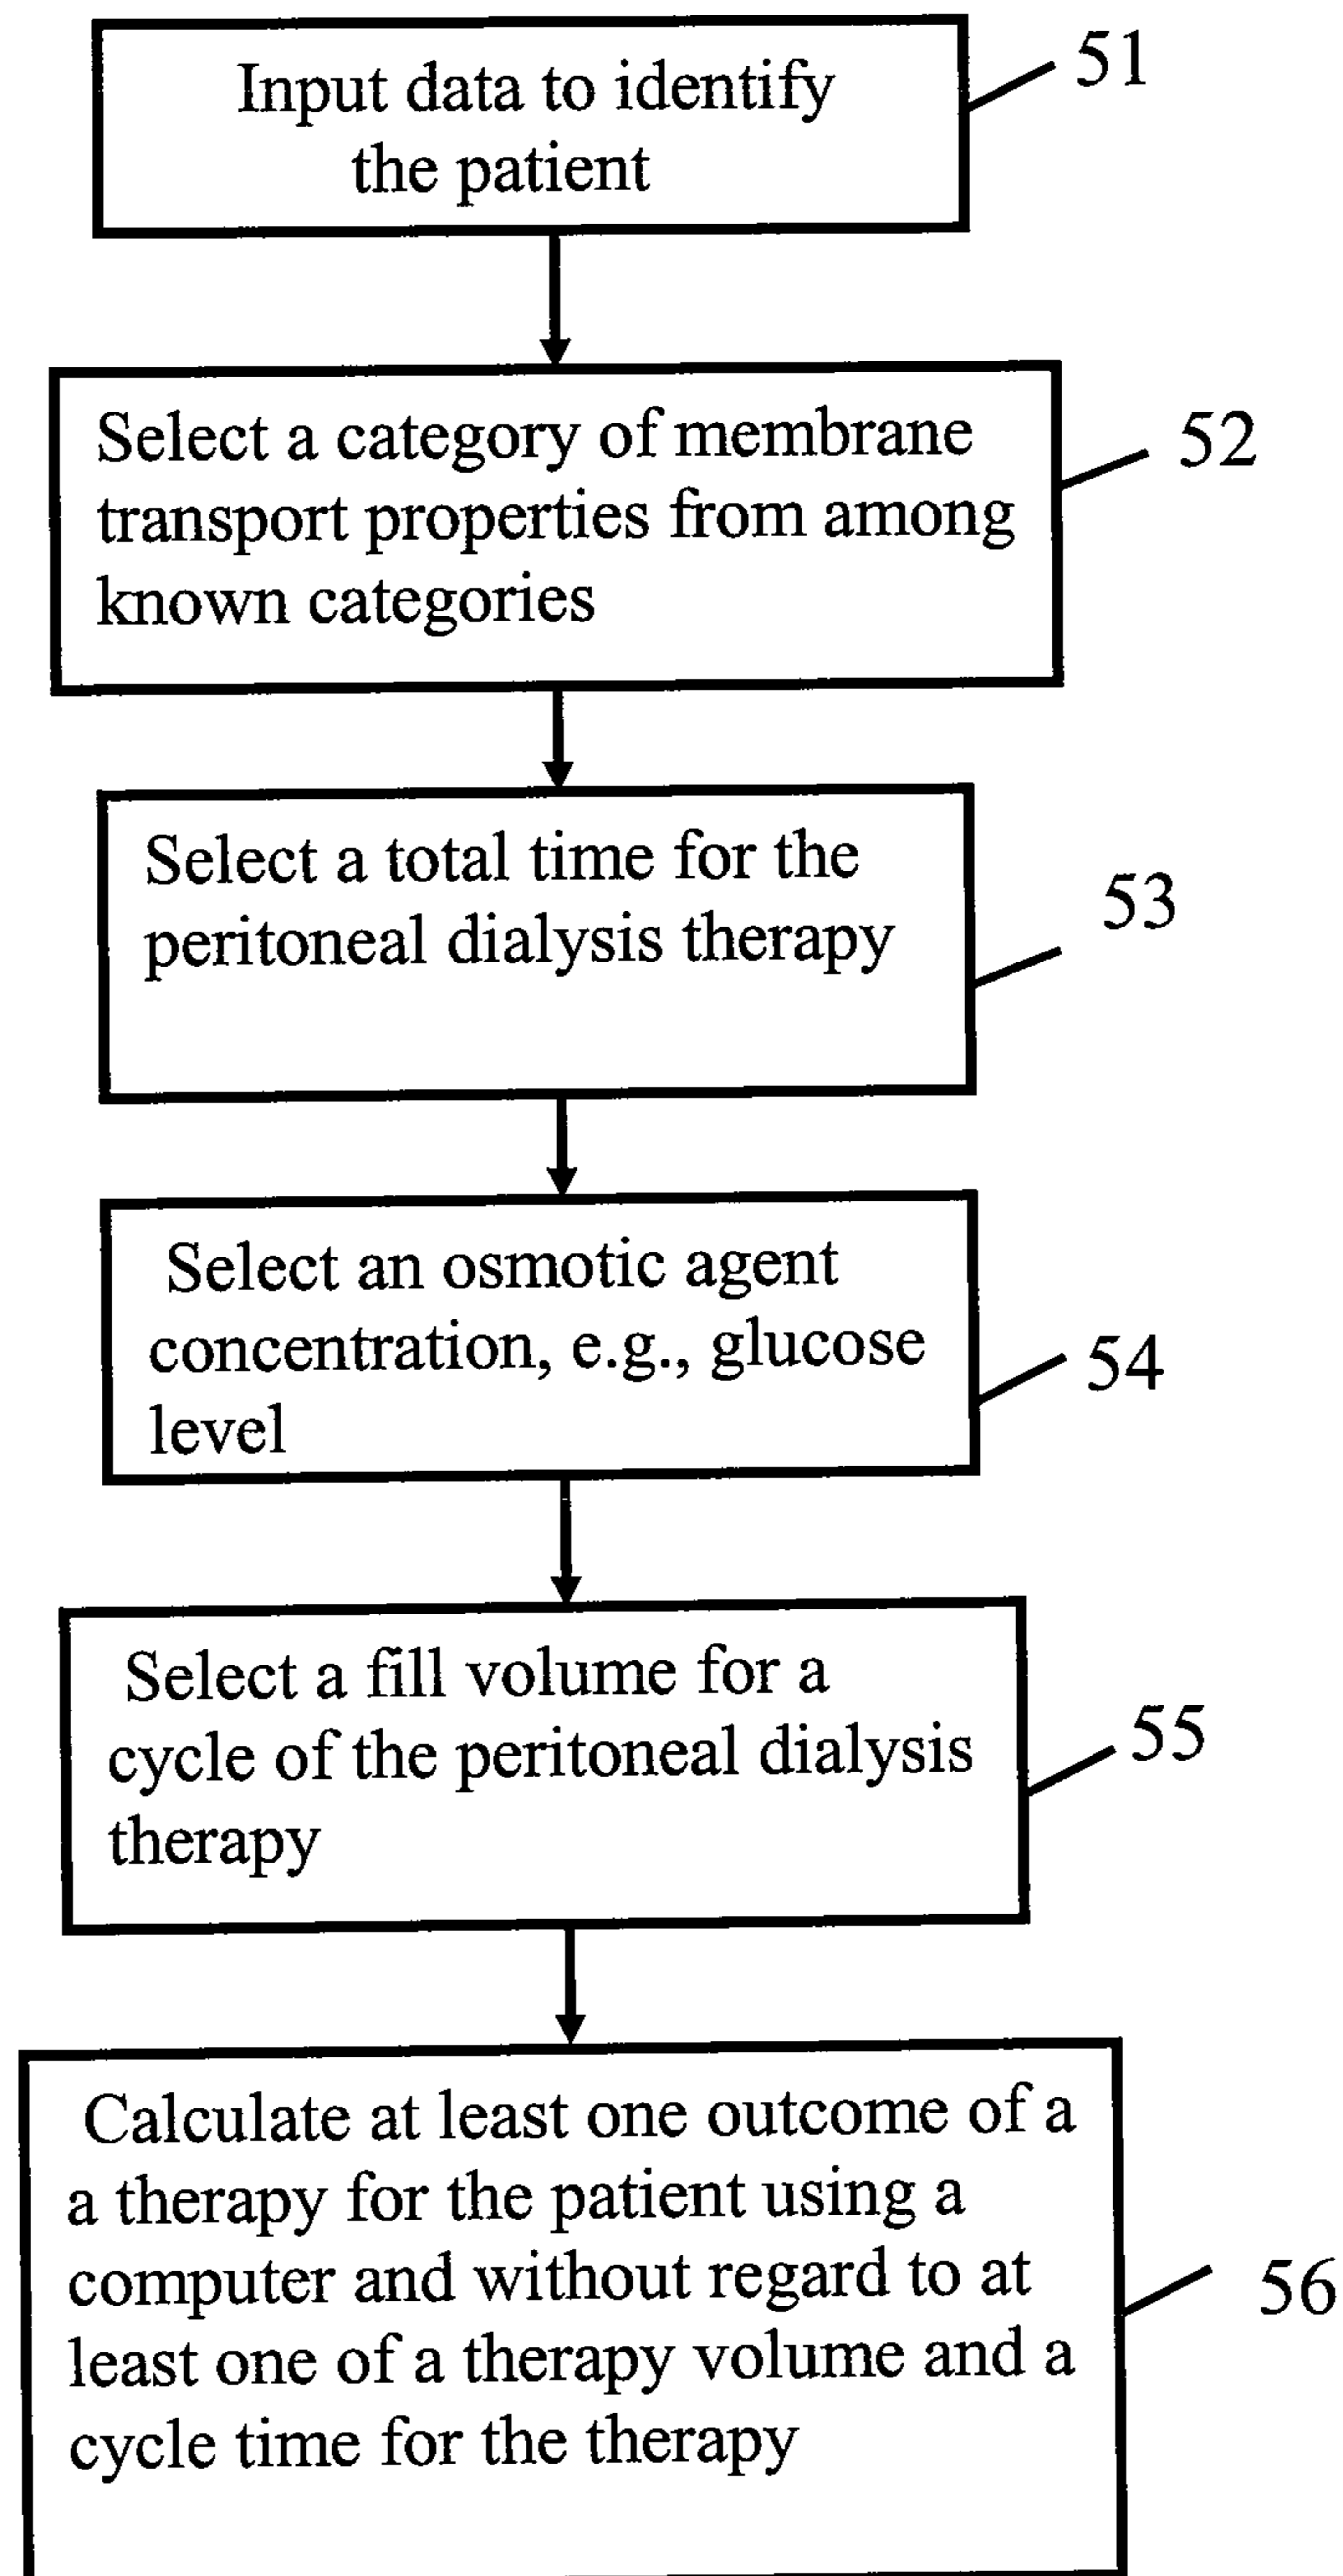 Input data to identify
the patient
51
Select a category of membrane
transport properties from among
known categories
52
Select a total time for the
peritoneal dialysis therapy
53
Select an osmotic agent
concentration, e.g., glucose
level
54
Select a fill volume for a
cycle of the peritoneal dialysis
therapy
55
Calculate at least one outcome of a
a therapy for the patient using a
computer and without regard to at
least one of a therapy volume and a
cycle time for the therapy
56